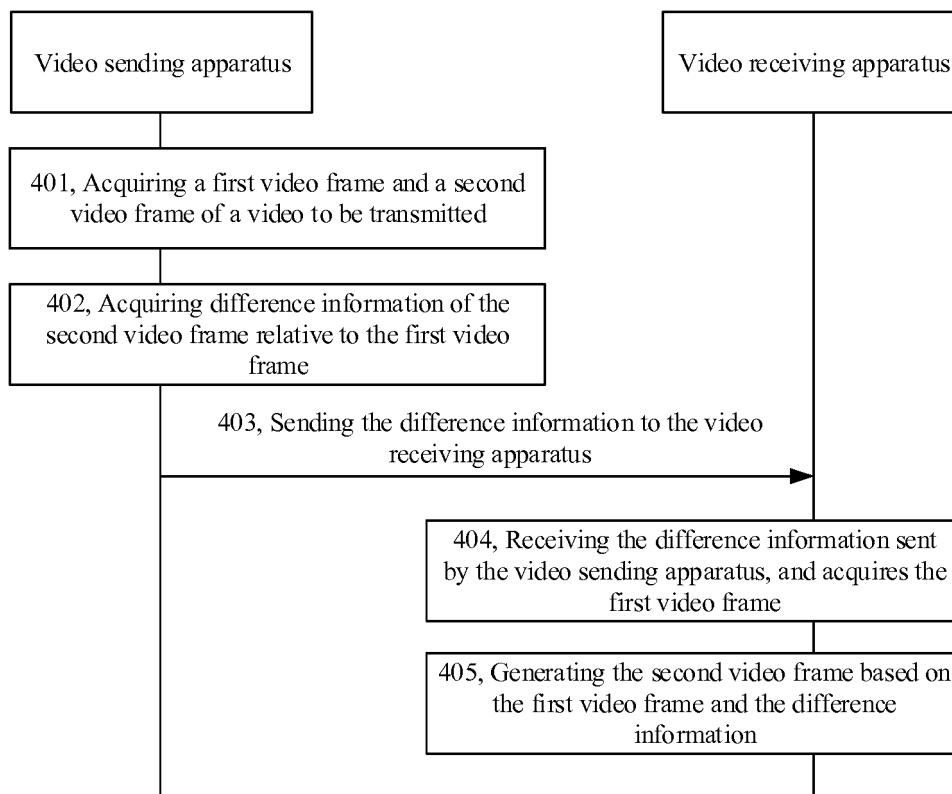 Video sending apparatus
Video receiving apparatus
401, Acquiring a first video frame and a second
video frame of a video to be transmitted
402, Acquiring difference information of the
second video frame relative to the first video
frame
403, Sending the difference information to the video
receiving apparatus
404, Receiving the difference information sent
by the video sending apparatus, and acquires the
first video frame
405, Generating the second video frame based on
the first video frame and the difference
information